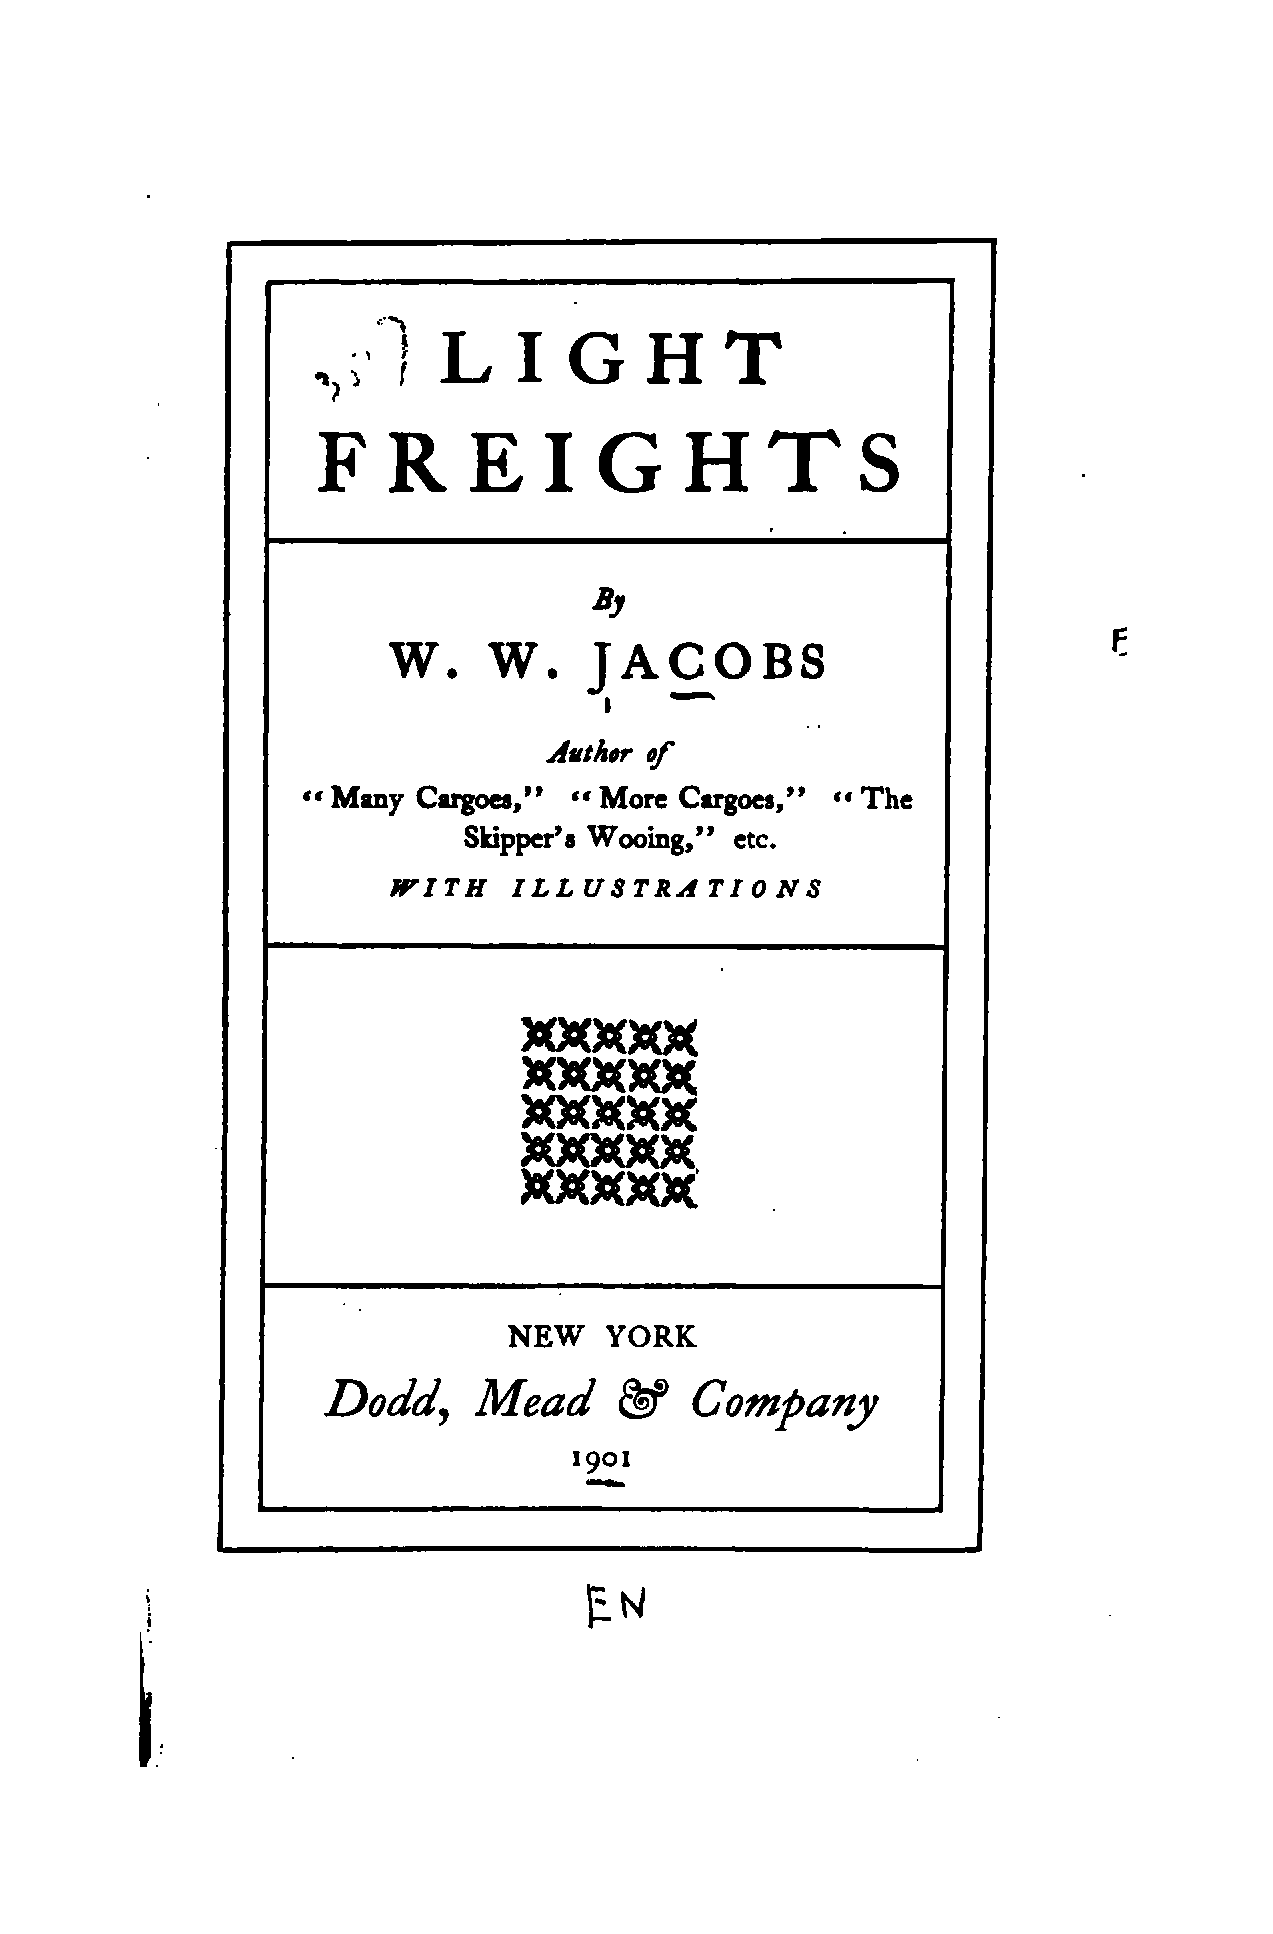 LIGHT
FREIGHTS
By
W. W. JACOBS
Author of
“Many Cargoes,” “More Cargoes,” “The
Skipper’s Wooing,” etc.
WITH ILLUSTRATIONS
NEW YORK
Dodd, Mead & Company
1901
E
EN